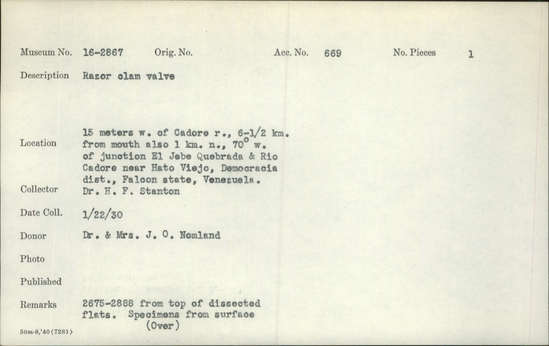 Museum No. 16-2867 Orig. No. Acc. No. 669 No. Pieces 1
Description Razor clam valve
15 meters w. of Cadore r., 6-1/2 km.
Location from mouth also 1 km. n., 70° w.
of junction El Jebe Quebrada & Rio
Cadore near Hato Viejo, Democracia
dist., Falcon state, Venezuela.
Collector Dr. H. F. Stanton
Date Coll. 1/22/30
Donor Dr. & Mrs. J. O. Nomland
Photo
Published
Remarks 2675-2888 from top of dissected
flats. Specimens from surface
50m-8,'40(7281) (Over)